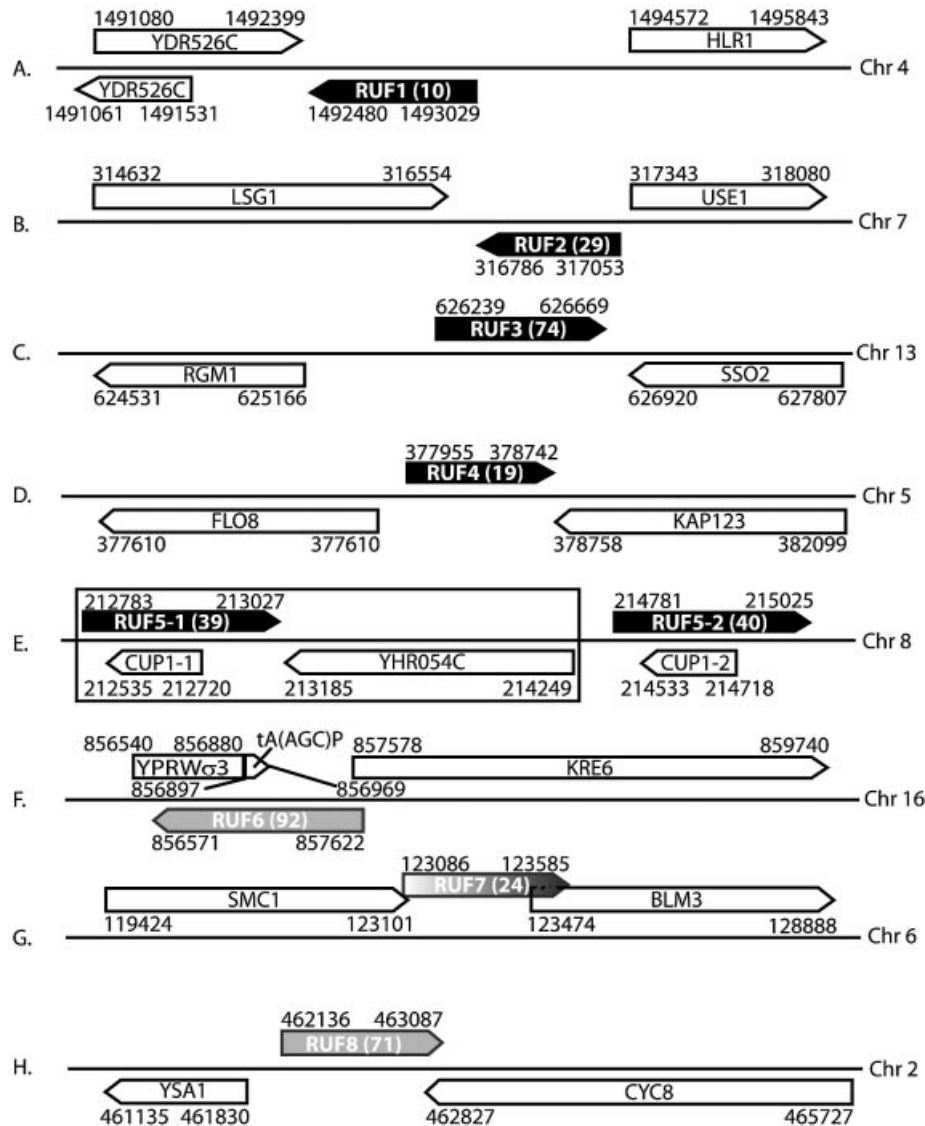 1491080 1492399 1494572 1495843
YDR526C HLR1
A. Chr 4
YDR526C RUF1 (10)
1491061 1491531 1492480 1493029
314632 316554 317343 318080
LSG1 USE1
B. Chr 7
RUF2 (29)
316786 317053
626239 626669
RUF3 (74)
C. Chr 13
RGM1 SSO2
624531 625166 626920 627807
377955 378742
RUF4 (19)
D. Chr 5
FLO8 KAP123
377610 377610 378758 382099
212783 213027 214781 215025
RUF5-1 (39) RUF5-2 (40)
E. Chr 8
CUP1-1 YHR054C CUP1-2
212535 212720 213185 214249 214533 214718
856540 856880 tA(AGC)P 857578 859740
YPRWσ3 KRE6
856897 856969
F. Chr 16
RUF6 (92)
856571 857622
123086 123585
RUF7 (24)
SMC1 BLM3
119424 123101 123474 128888
G. Chr 6
462136 463087
RUF8 (71)
H. Chr 2
YSA1 CYC8
461135 461830 462827 465727